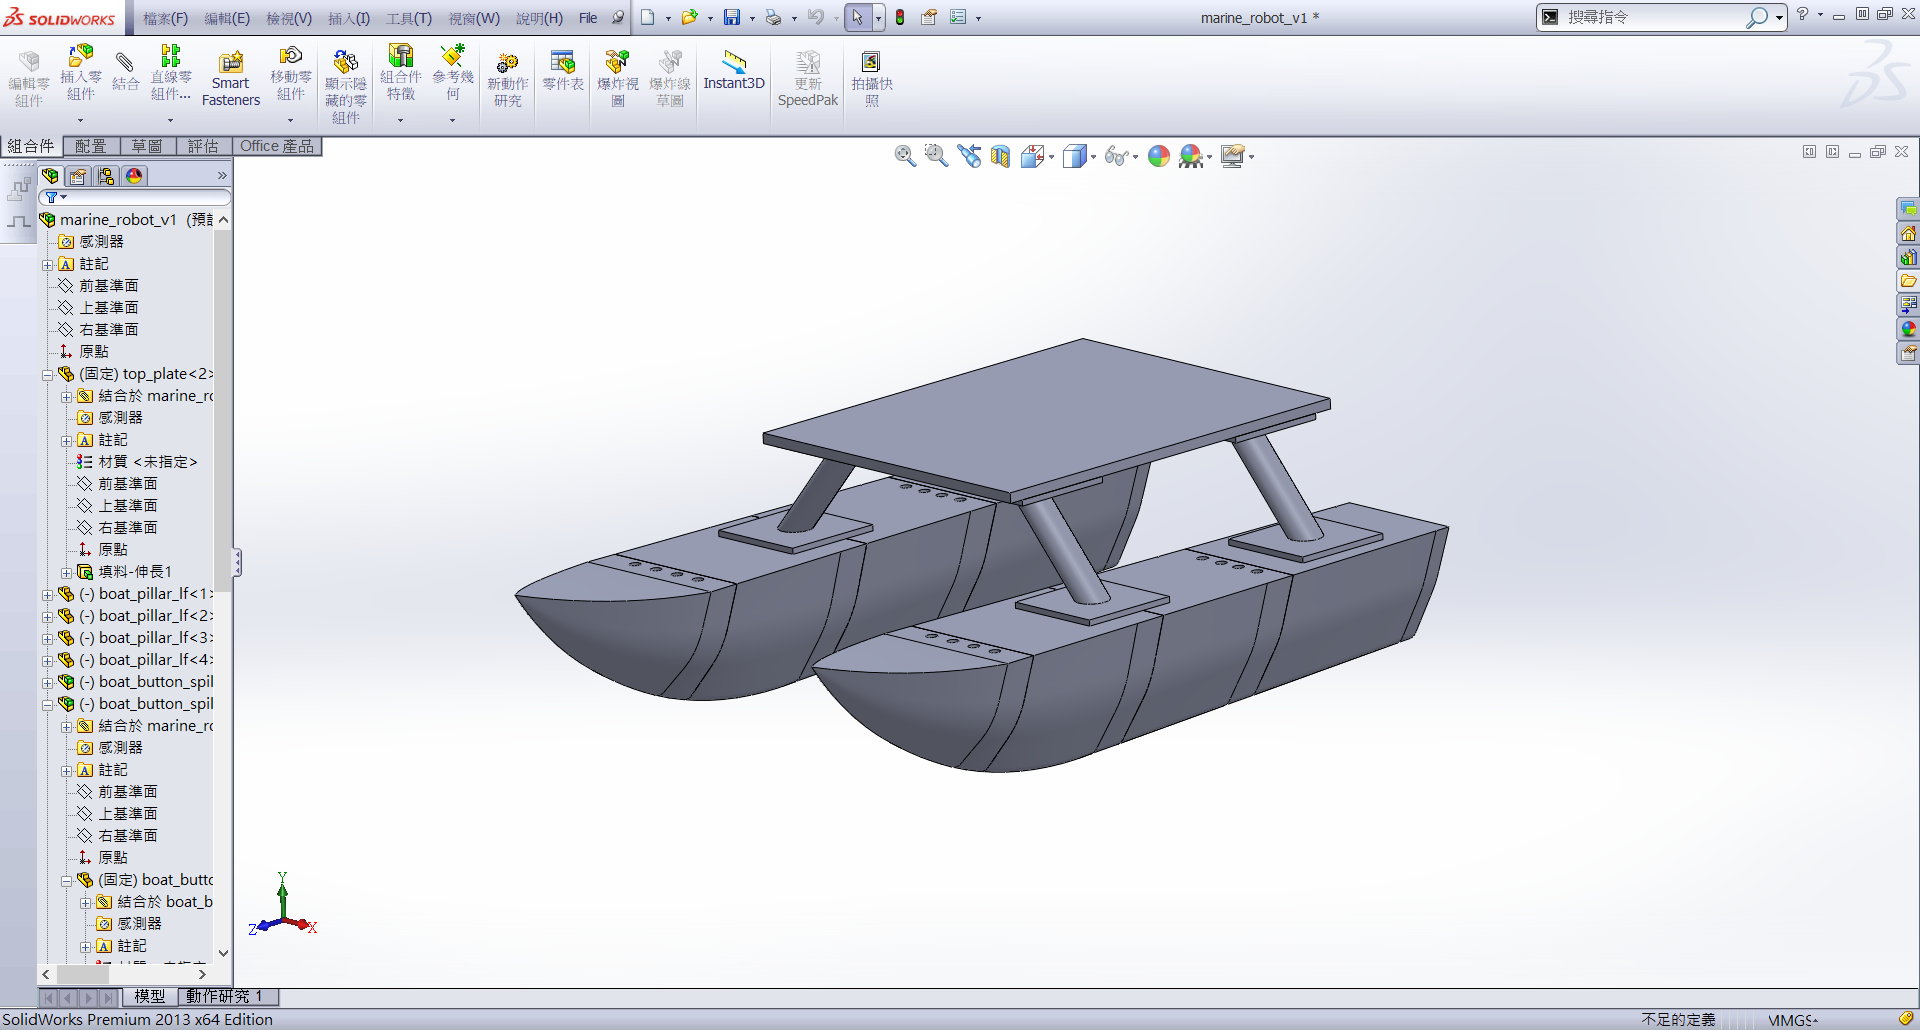 SOLIDWORKS
檔案(F) 編輯(E) 檢視(V) 插入(I) 工具(T) 視窗(W) 說明(H) File
marine_robot_v1 *
搜尋指令
編輯零組件
插入零組件
結合
直線零組件...
Smart Fasteners
移動零組件
顯示隱藏的零組件
組合件特徵
參考幾何
新動作研究
零件表
爆炸視圖
爆炸線草圖
Instant3D
更新 SpeedPak
拍攝快照
組合件 配置 草圖 評估 Office 產品
marine_robot_v1 (預
感測器
註記
前基準面
上基準面
右基準面
原點
(固定) top_plate<2>
結合於 marine_r
感測器
註記
材質 <未指定>
前基準面
上基準面
右基準面
原點
填料-伸長1
(-) boat_pillar_lf<1>
(-) boat_pillar_lf<2>
(-) boat_pillar_lf<3>
(-) boat_pillar_lf<4>
(-) boat_button_spil
(-) boat_button_spil
結合於 marine_r
感測器
註記
前基準面
上基準面
右基準面
原點
(固定) boat_butt
結合於 boat_b
感測器
註記
Y
Z
X
模型 動作研究 1
SolidWorks Premium 2013 x64 Edition
不足的定義
MMGS